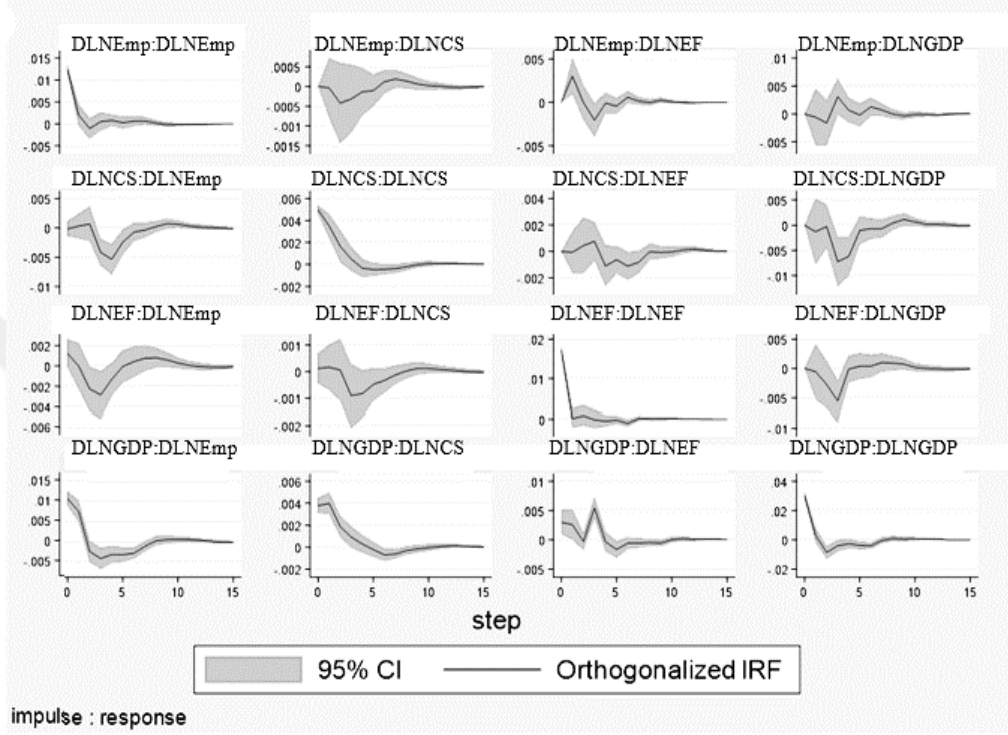 DLNEmp:DLNEmp DLNEmp:DLNCS DLNEmp:DLNEF DLNEmp:DLNGDP
.015 .0005 .005 .01
.01 0 0 .005
.005 -.0005 -.005 0
0 -.001 -.005
-.005 -.0015
DLNCS:DLNEmp DLNCS:DLNCS DLNCS:DLNEF DLNCS:DLNGDP
.005 .006 .004 .005
0 .004 .002 0
-.005 .002 0 -.005
-.01 0 -.002 -.01
-.002
DLNEF:DLNEmp DLNEF:DLNCS DLNEF:DLNEF DLNEF:DLNGDP
.002 .001 .02 .005
0 0 .01 0
-.002 -.001 0 -.005
-.004 -.002 -.01
-.006
DLNGDP:DLNEmp DLNGDP:DLNCS DLNGDP:DLNEF DLNGDP:DLNGDP
.015 .006 .01 .04
.01 .004 .005 .02
.005 .002 0 0
0 0 -.005 -.02
-.005 -.002
0 5 10 15 0 5 10 15 0 5 10 15 0 5 10 15
step
95% CI Orthogonalized IRF
impulse : response